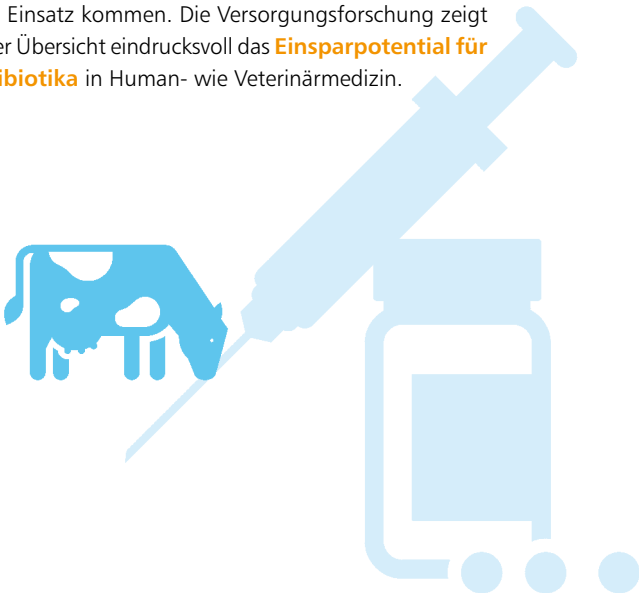 Einsatz kommen. Die Versorgungsforschung zeigt
er Übersicht eindrucksvoll das Einsparpotential für
ibiotika in Human- wie Veterinärmedizin.